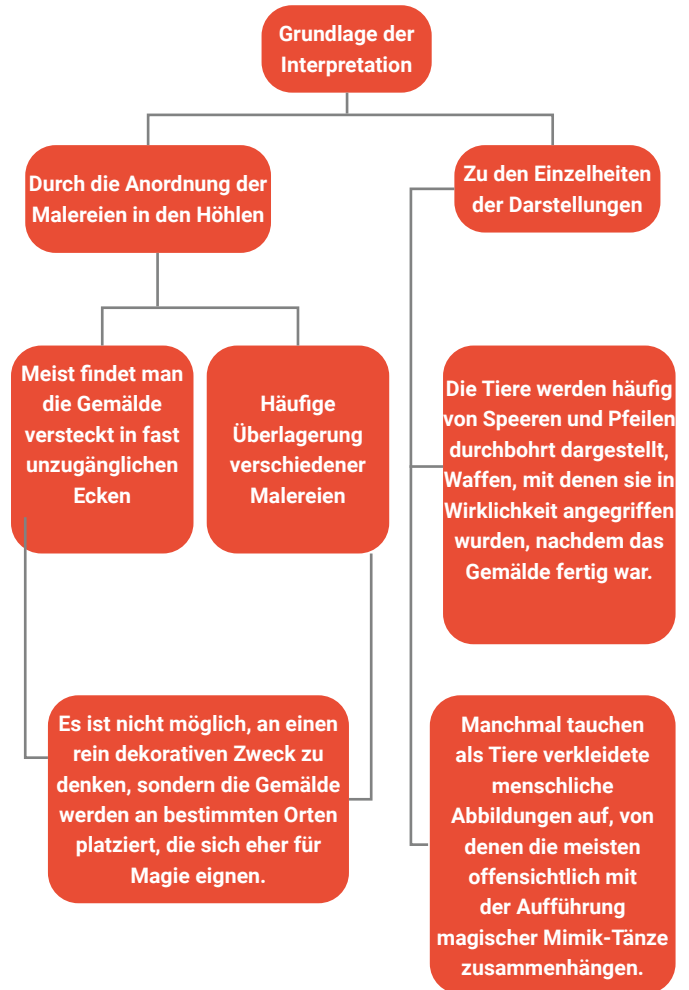 Grundlage der
Interpretation
Durch die Anordnung der
Malereien in den Höhlen
Zu den Einzelheiten
der Darstellungen
Meist findet man
die Gemälde
versteckt in fast
unzugänglichen
Ecken
Häufige
Überlagerung
verschiedener
Malereien
Die Tiere werden häufig
von Speeren und Pfeilen
durchbohrt dargestellt,
Waffen, mit denen sie in
Wirklichkeit angegriffen
wurden, nachdem das
Gemälde fertig war.
Es ist nicht möglich, an einen
rein dekorativen Zweck zu
denken, sondern die Gemälde
werden an bestimmten Orten
platziert, die sich eher für
Magie eignen.
Manchmal tauchen
als Tiere verkleidete
menschliche
Abbildungen auf, von
denen die meisten
offensichtlich mit
der Aufführung
magischer Mimik-Tänze
zusammenhängen.